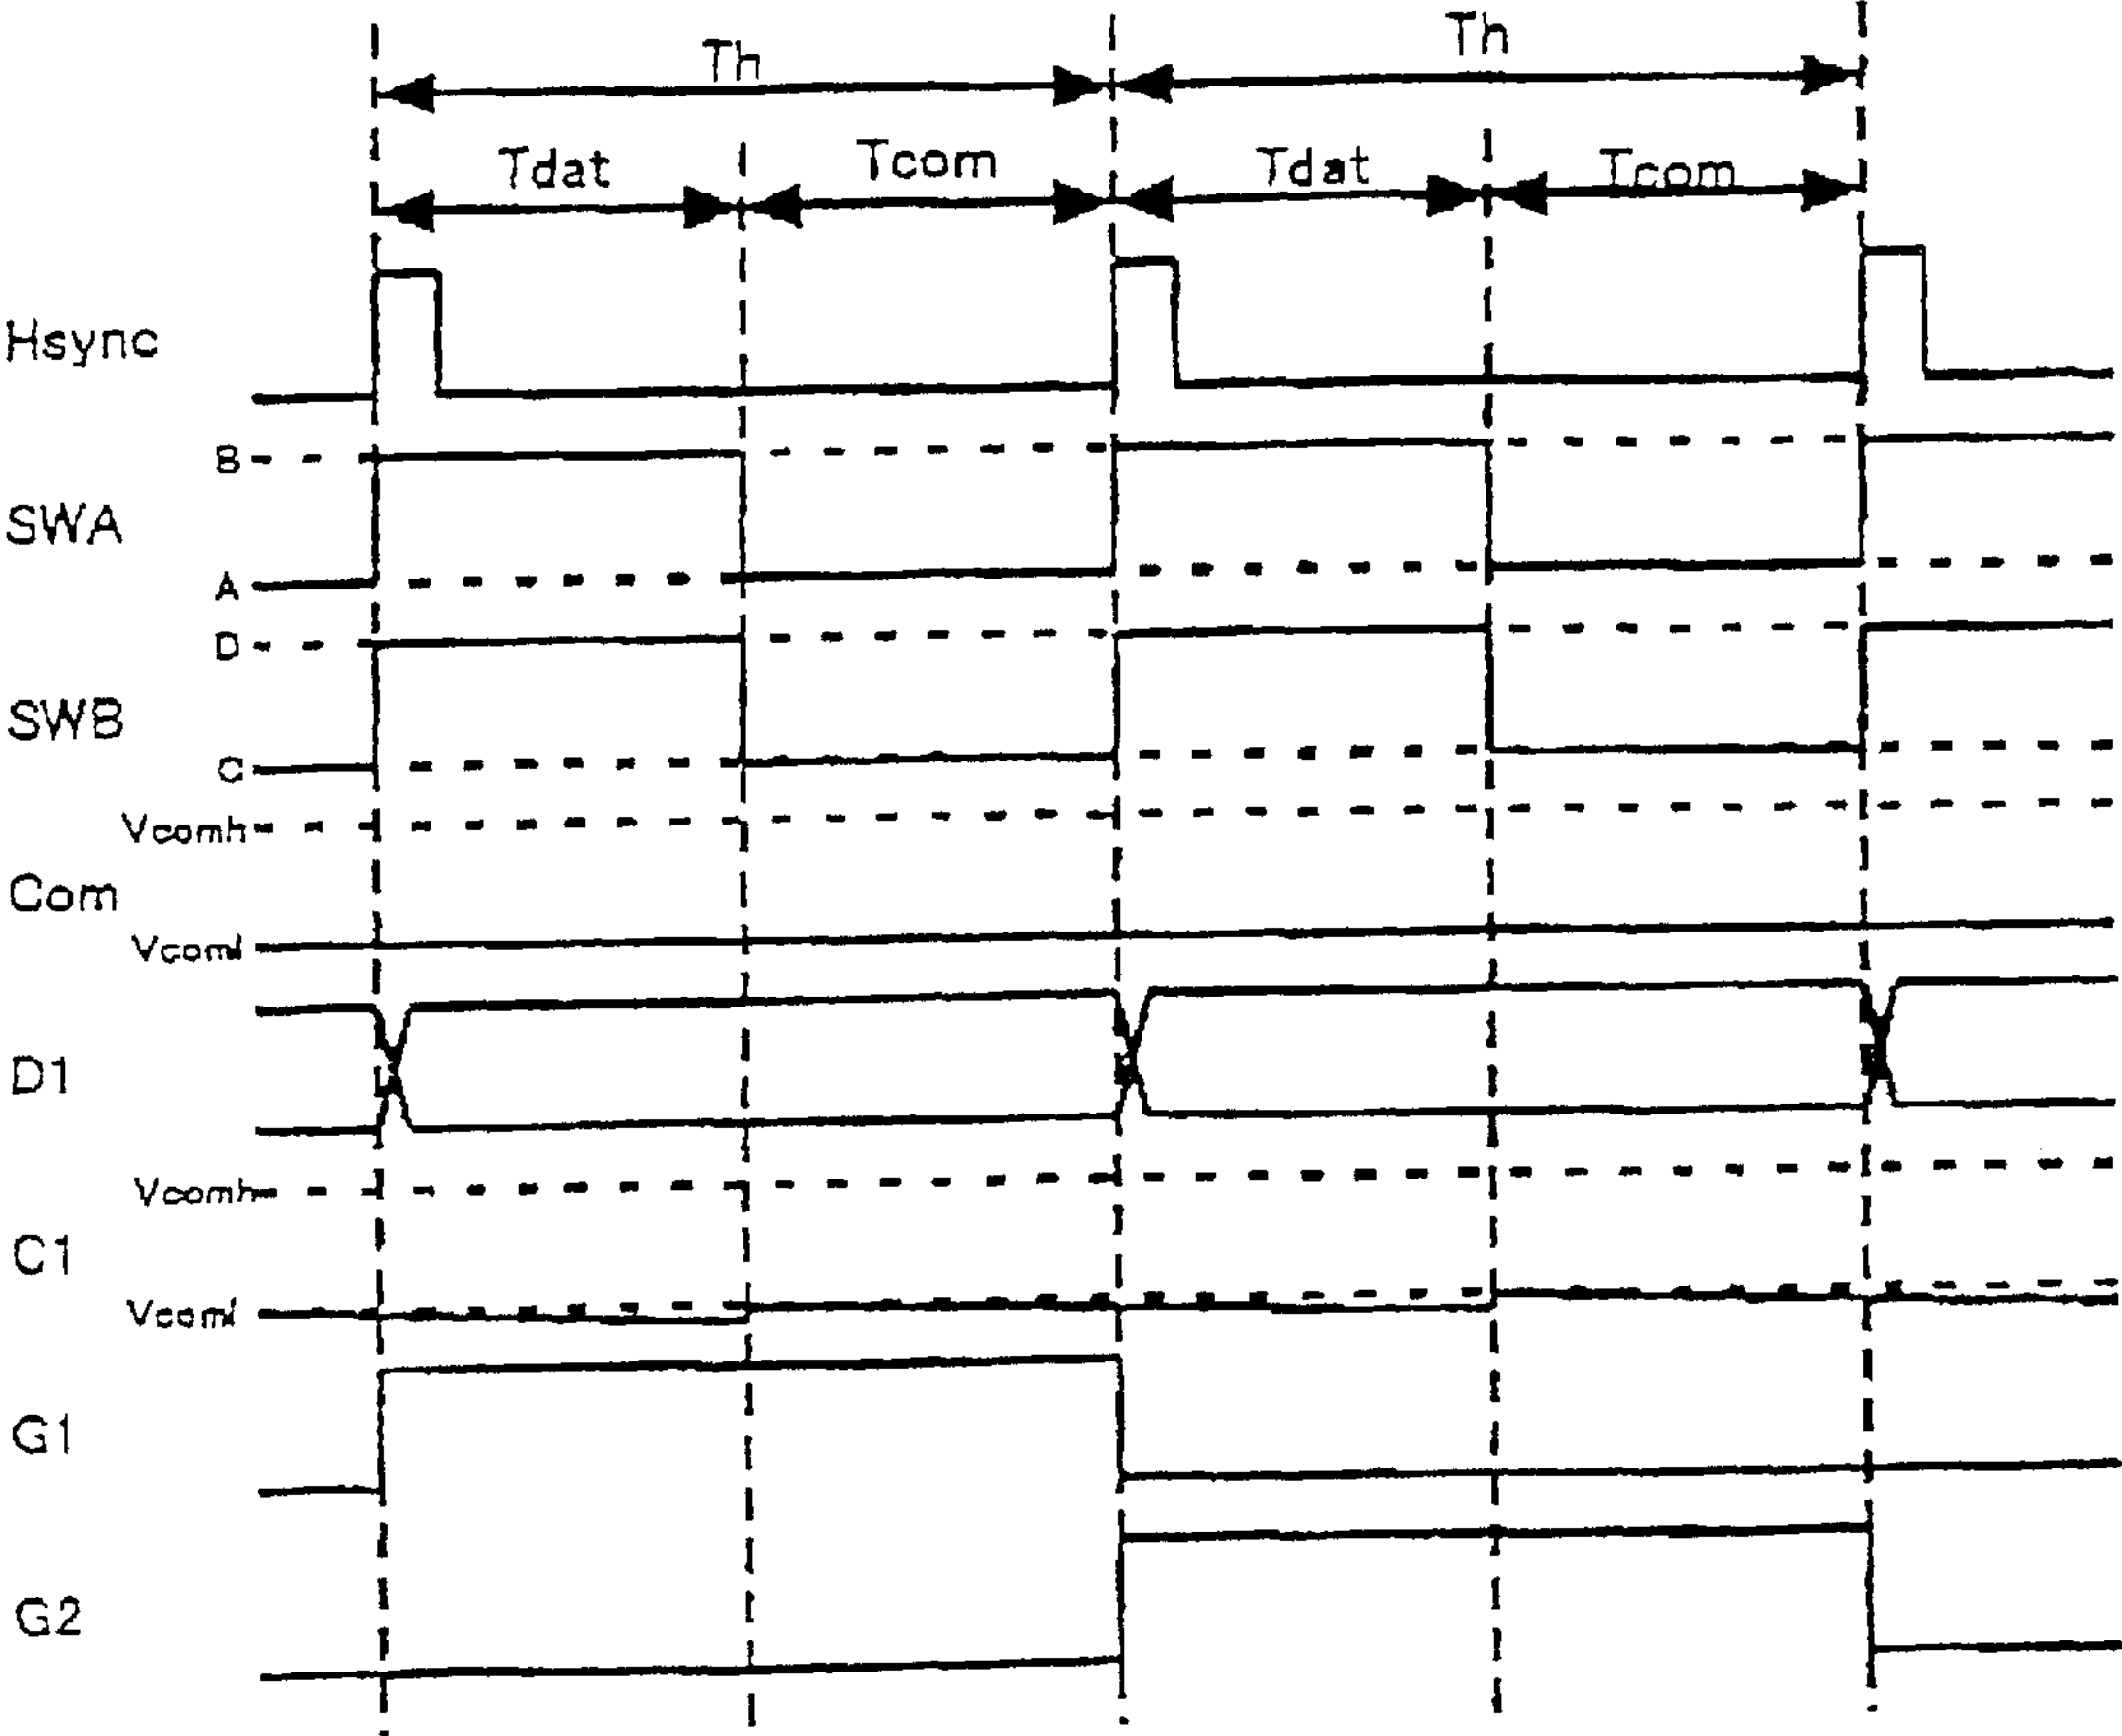 Th Th
Tdat Tcom Tdat Tcom
Hsync
B
SWA
A
D
SWB
C
Vcomh
Com
Vcoml
D1
Vcomh
C1
Vcoml
G1
G2